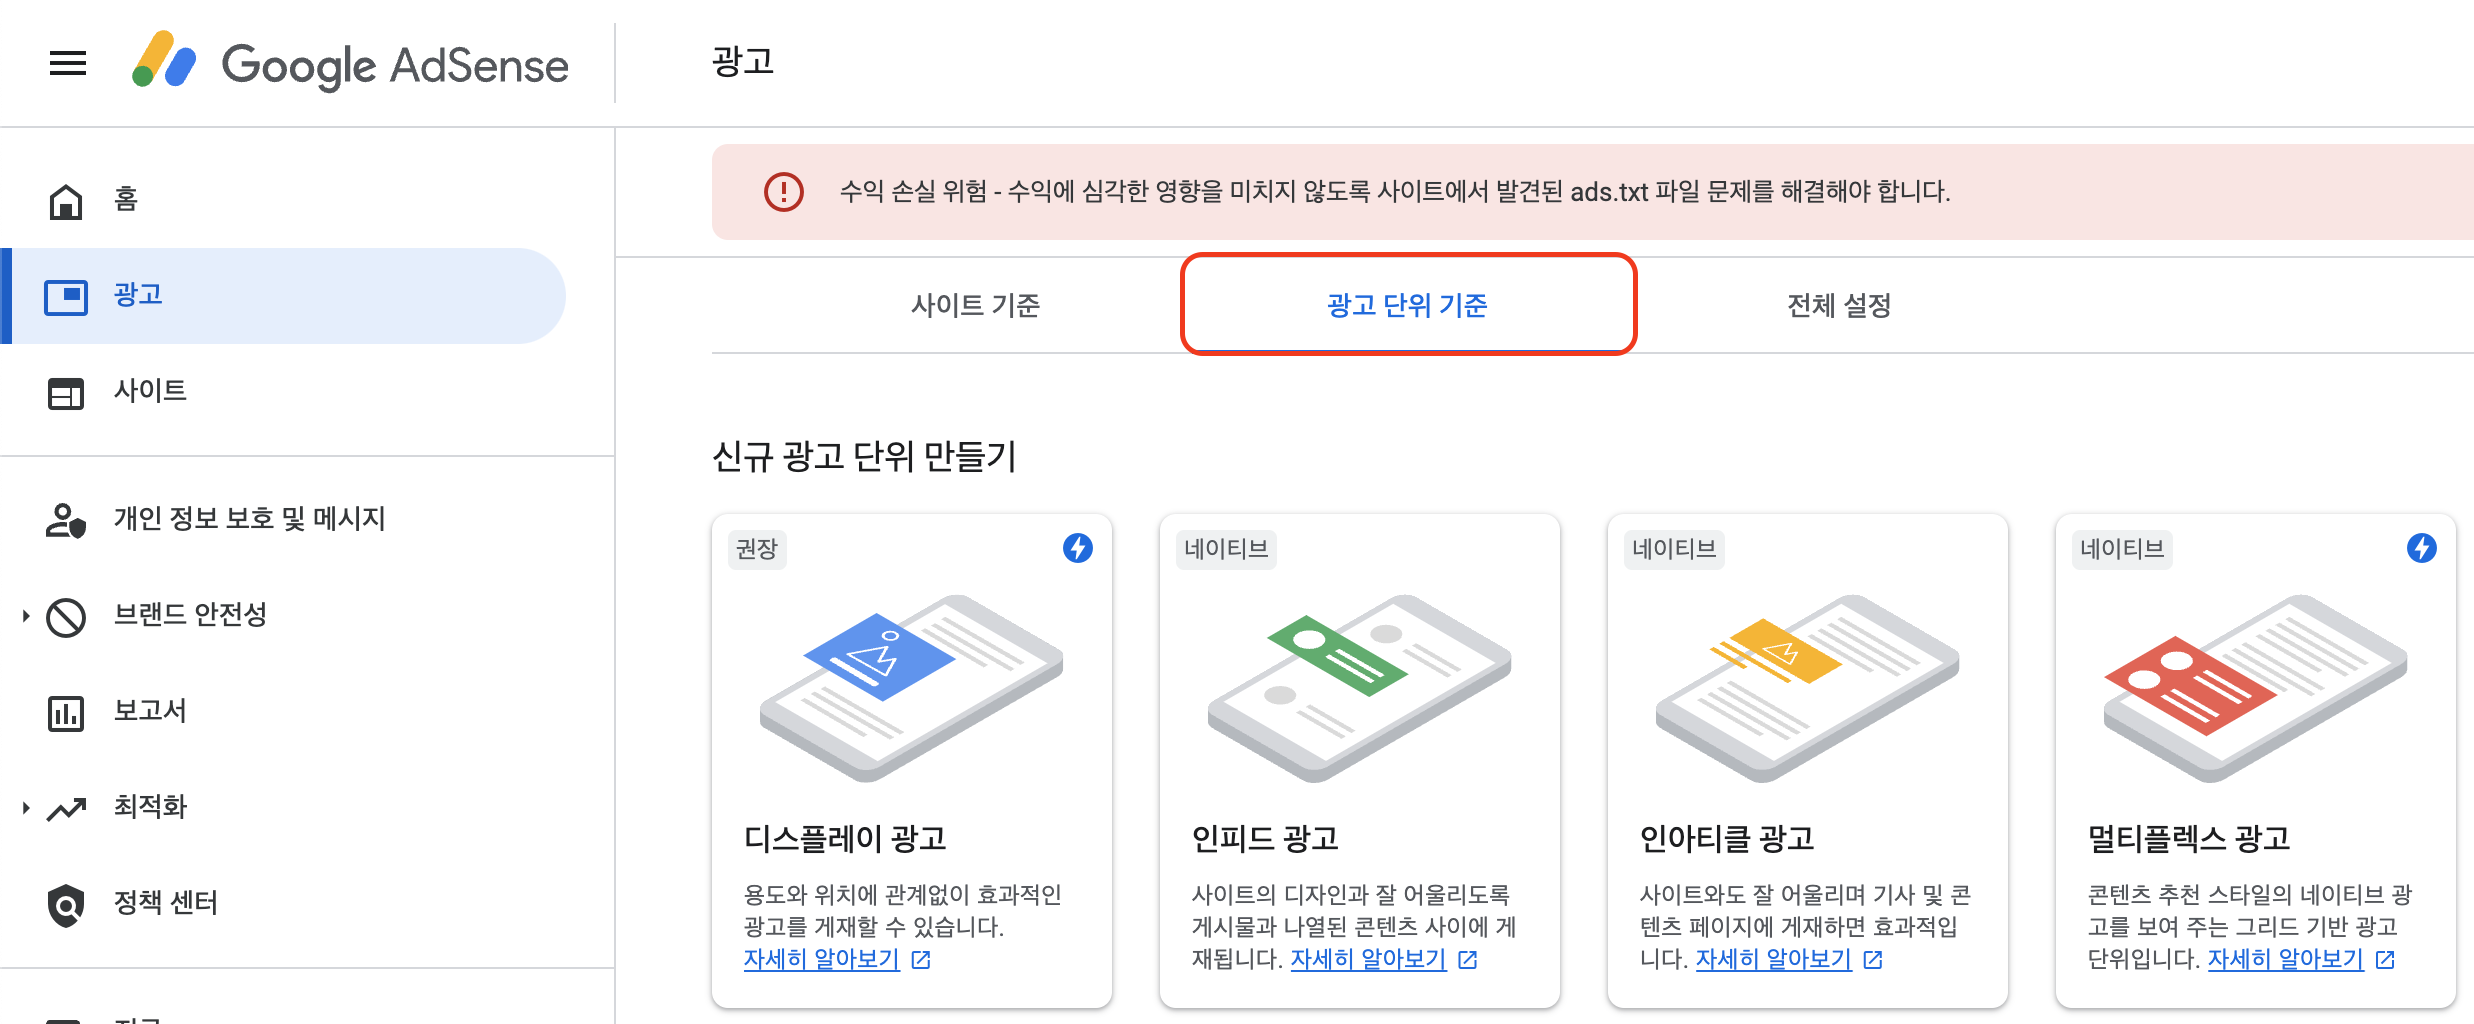 Google AdSense
광고
홈
광고
사이트
개인 정보 보호 및 메시지
브랜드 안전성
보고서
최적화
정책 센터
수익 손실 위험 - 수익에 심각한 영향을 미치지 않도록 사이트에서 발견된 ads.txt 파일 문제를 해결해야 합니다.
사이트 기준
광고 단위 기준
전체 설정
신규 광고 단위 만들기
권장
디스플레이 광고
용도와 위치에 관계없이 효과적인
광고를 게재할 수 있습니다.
자세히 알아보기
네이티브
인피드 광고
사이트의 디자인과 잘 어울리도록
게시물과 나열된 콘텐츠 사이에 게
재됩니다. 자세히 알아보기
네이티브
인아티클 광고
사이트와도 잘 어울리며 기사 및 콘
텐츠 페이지에 게재하면 효과적입
니다. 자세히 알아보기
네이티브
멀티플렉스 광고
콘텐츠 추천 스타일의 네이티브 광
고를 보여 주는 그리드 기반 광고
단위입니다. 자세히 알아보기